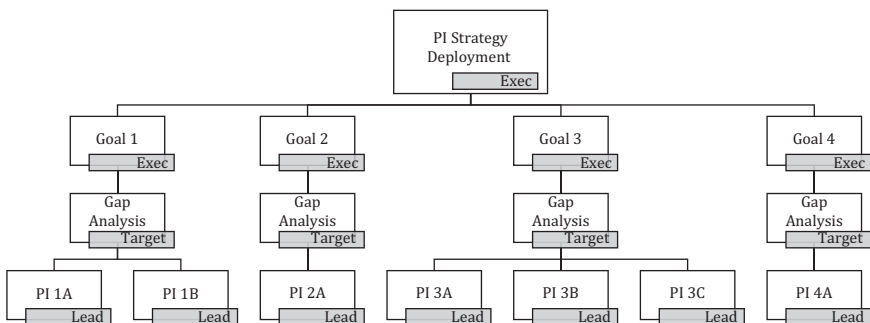 PI Strategy
Deployment
Exec
Goal 1
Exec
Goal 2
Exec
Goal 3
Exec
Goal 4
Exec
Gap
Analysis
Target
Gap
Analysis
Target
Gap
Analysis
Target
Gap
Analysis
Target
PI 1A
Lead
PI 1B
Lead
PI 2A
Lead
PI 3A
Lead
PI 3B
Lead
PI 3C
Lead
PI 4A
Lead